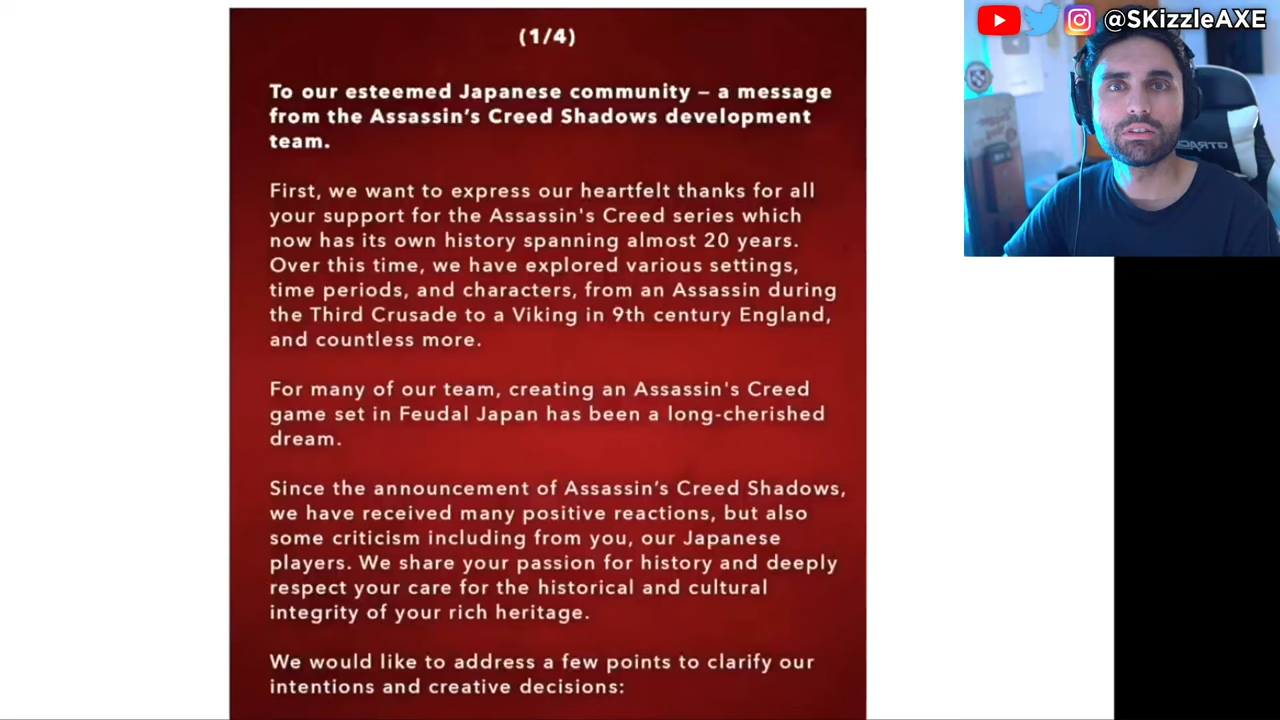 @SKizzleAXE
(1/4)
To our esteemed Japanese community – a message
from the Assassin’s Creed Shadows development
team.
First, we want to express our heartfelt thanks for all
your support for the Assassin's Creed series which
now has its own history spanning almost 20 years.
Over this time, we have explored various settings,
time periods, and characters, from an Assassin during
the Third Crusade to a Viking in 9th century England,
and countless more.
For many of our team, creating an Assassin's Creed
game set in Feudal Japan has been a long-cherished
dream.
Since the announcement of Assassin’s Creed Shadows,
we have received many positive reactions, but also
some criticism including from you, our Japanese
players. We share your passion for history and deeply
respect your care for the historical and cultural
integrity of your rich heritage.
We would like to address a few points to clarify our
intentions and creative decisions: